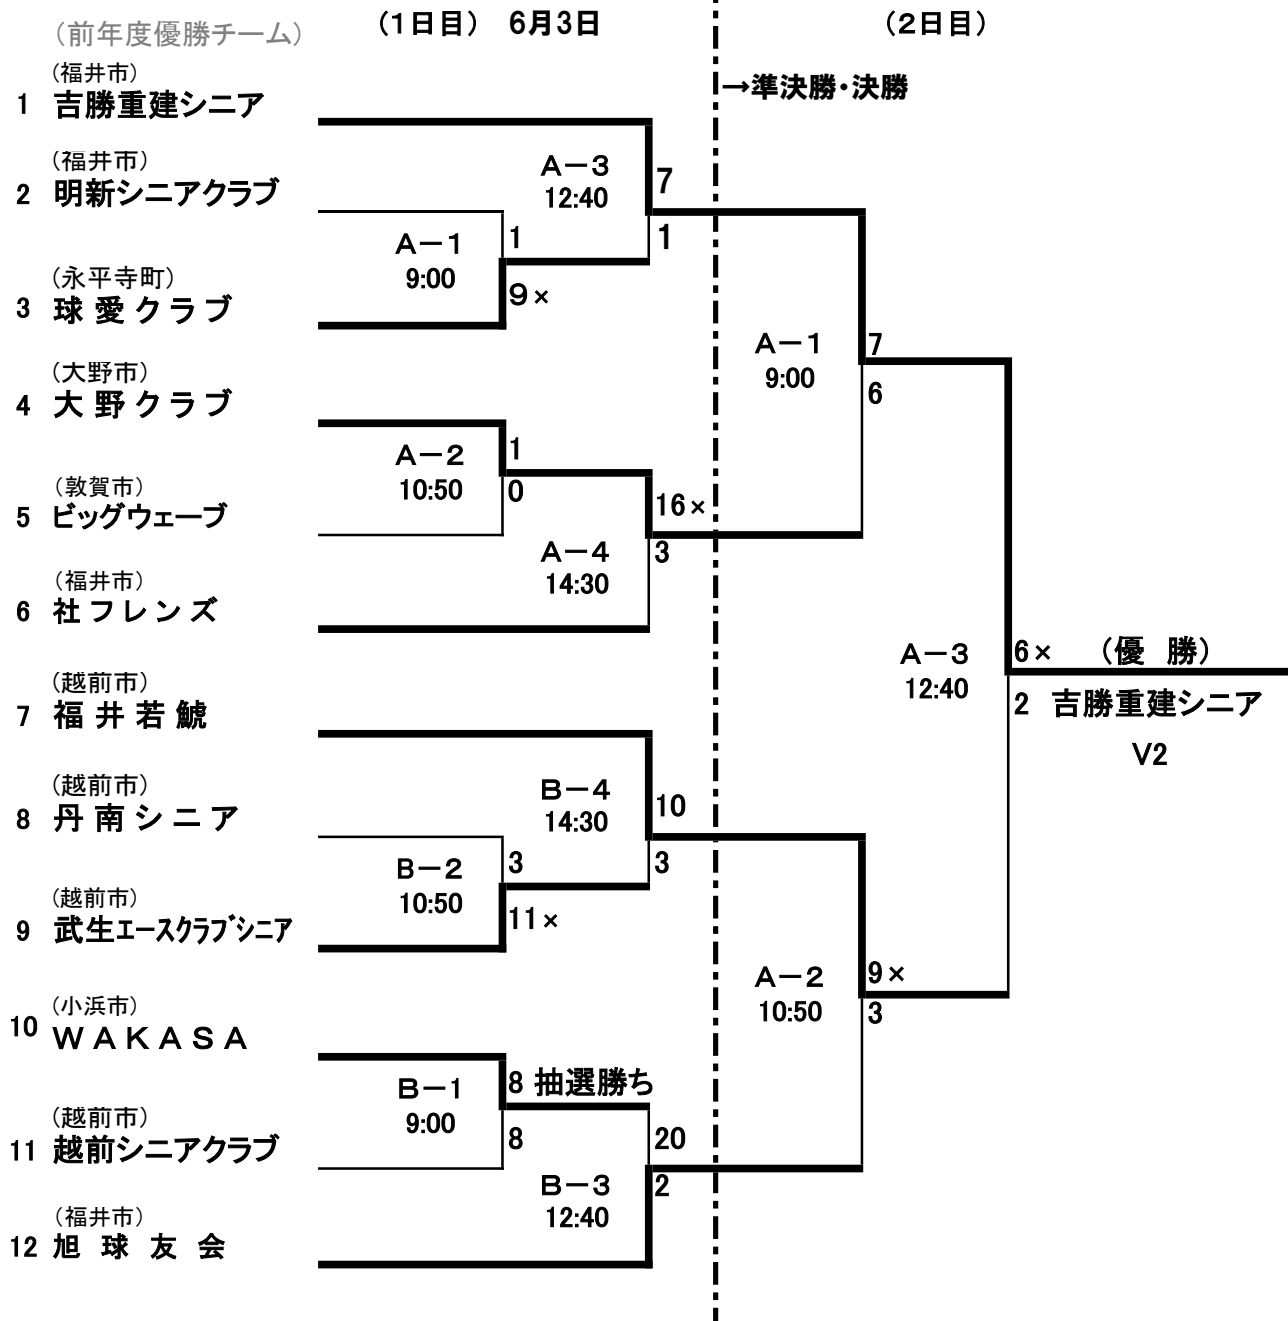 (前年度優勝チーム)
(1日目) 6月3日
(2日目)
→準決勝・決勝
(福井市)
1 吉勝重建シニア
(福井市)
2 明新シニアクラブ
(永平寺町)
3 球愛クラブ
(大野市)
4 大野クラブ
(敦賀市)
5 ビッグウェーブ
(福井市)
6 社フレンズ
(越前市)
7 福井若鯱
(越前市)
8 丹南シニア
(越前市)
9 武生エースクラブシニア
(小浜市)
10 WAKASA
(越前市)
11 越前シニアクラブ
(福井市)
12 旭球友会
A-1
9:00
1
9×
A-2
10:50
1
0
B-2
10:50
3
11×
B-1
9:00
8 抽選勝ち
8
A-3
12:40
7
1
A-4
14:30
16×
3
B-4
14:30
10
3
B-3
12:40
20
2
A-1
9:00
7
6
A-2
10:50
9×
3
A-3
12:40
6×
2
(優 勝)
吉勝重建シニア
V2